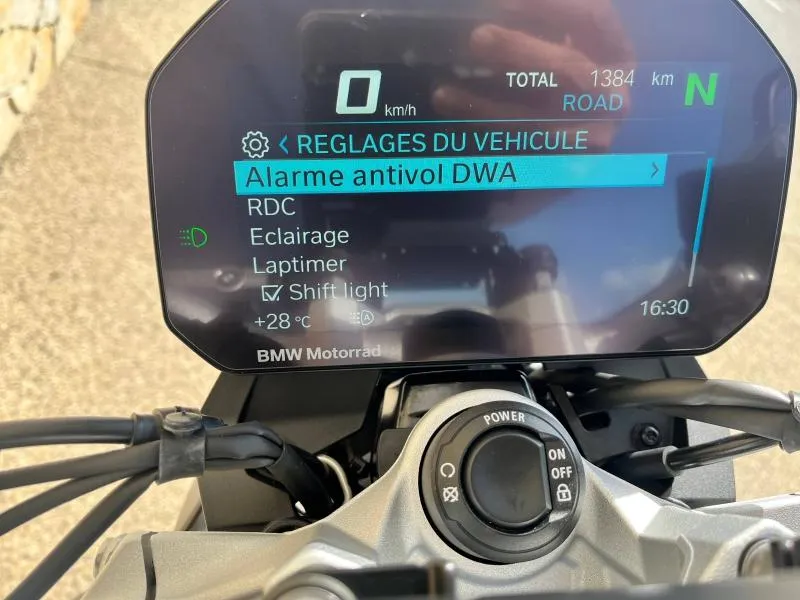 TOTAL 1384 km N
0 km/h ROAD
< REGLAGES DU VEHICULE
Alarme antivol DWA >
RDC
Eclairage
Laptimer
Shift light
+28 °C A 16:30
BMW Motorrad
POWER
ON
OFF